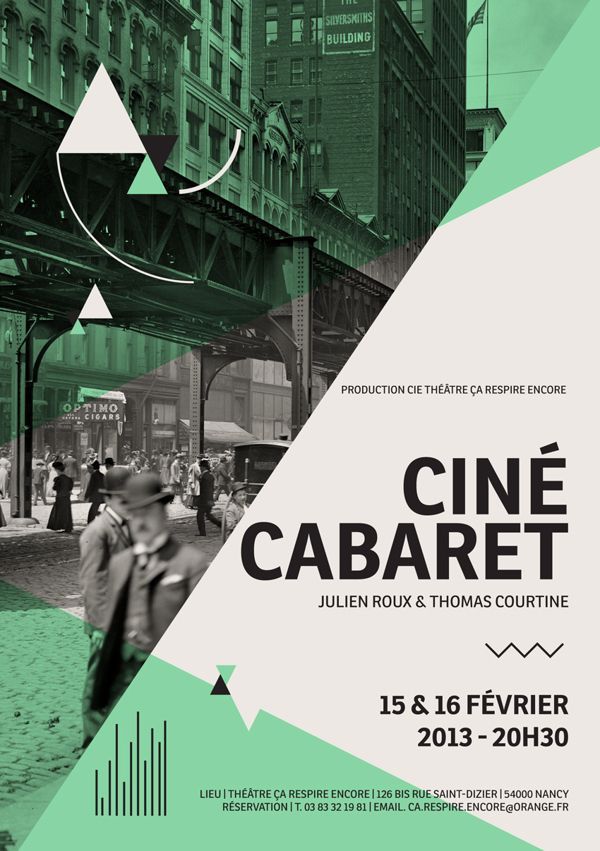 THE
SILVERSMITHS
BUILDING
OPTIMO
CIGARS
PRODUCTION CIE THÉÂTRE ÇA RESPIRE ENCORE
CINÉ
CABARET
JULIEN ROUX & THOMAS COURTINE
15 & 16 FÉVRIER
2013 - 20H30
LIEU | THÉÂTRE ÇA RESPIRE ENCORE | 126 BIS RUE SAINT-DIZIER | 54000 NANCY
RÉSERVATION | T. 03 83 32 19 81 | EMAIL. CA.RESPIRE.ENCORE@ORANGE.FR